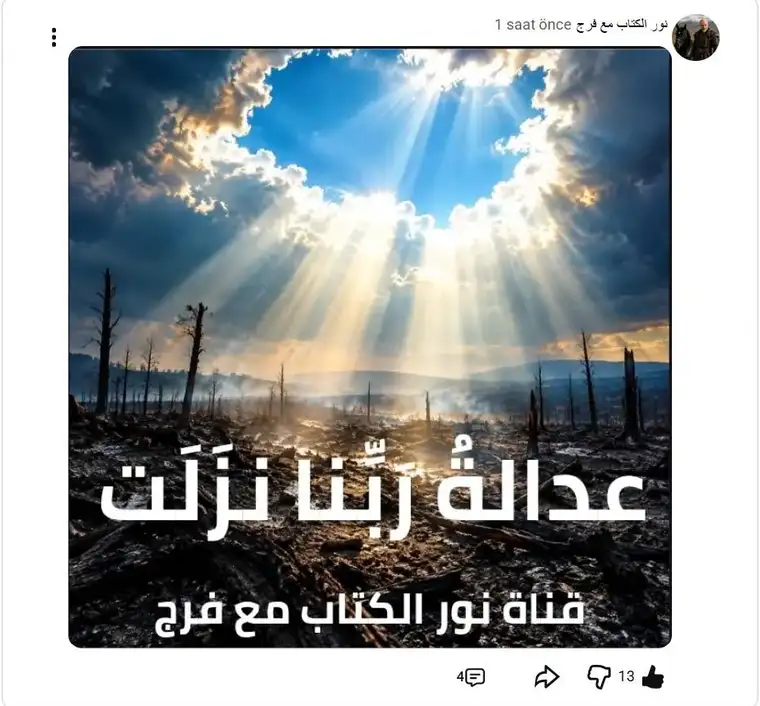 نور الكتاب مع فرج 1 saat önce
عدالةُ رَبِّنا نزَلَت
قناة نور الكتاب مع فرج
13 4